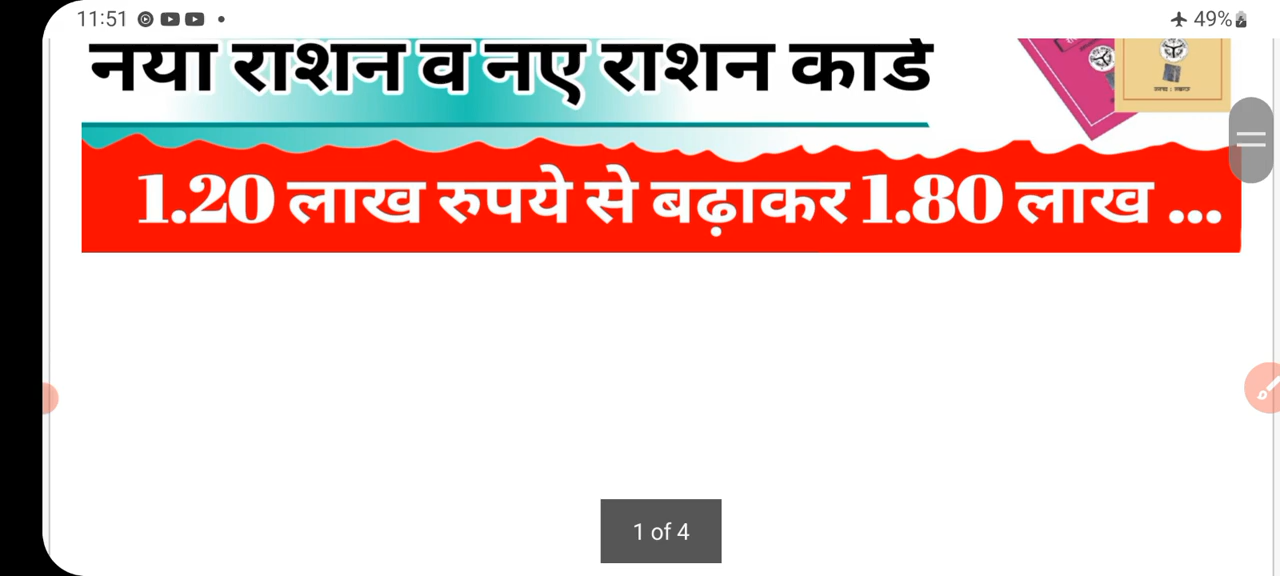 11:51
49%
नया राशन व नए राशन कार्ड
1.20 लाख रुपये से बढ़ाकर 1.80 लाख ...
1 of 4